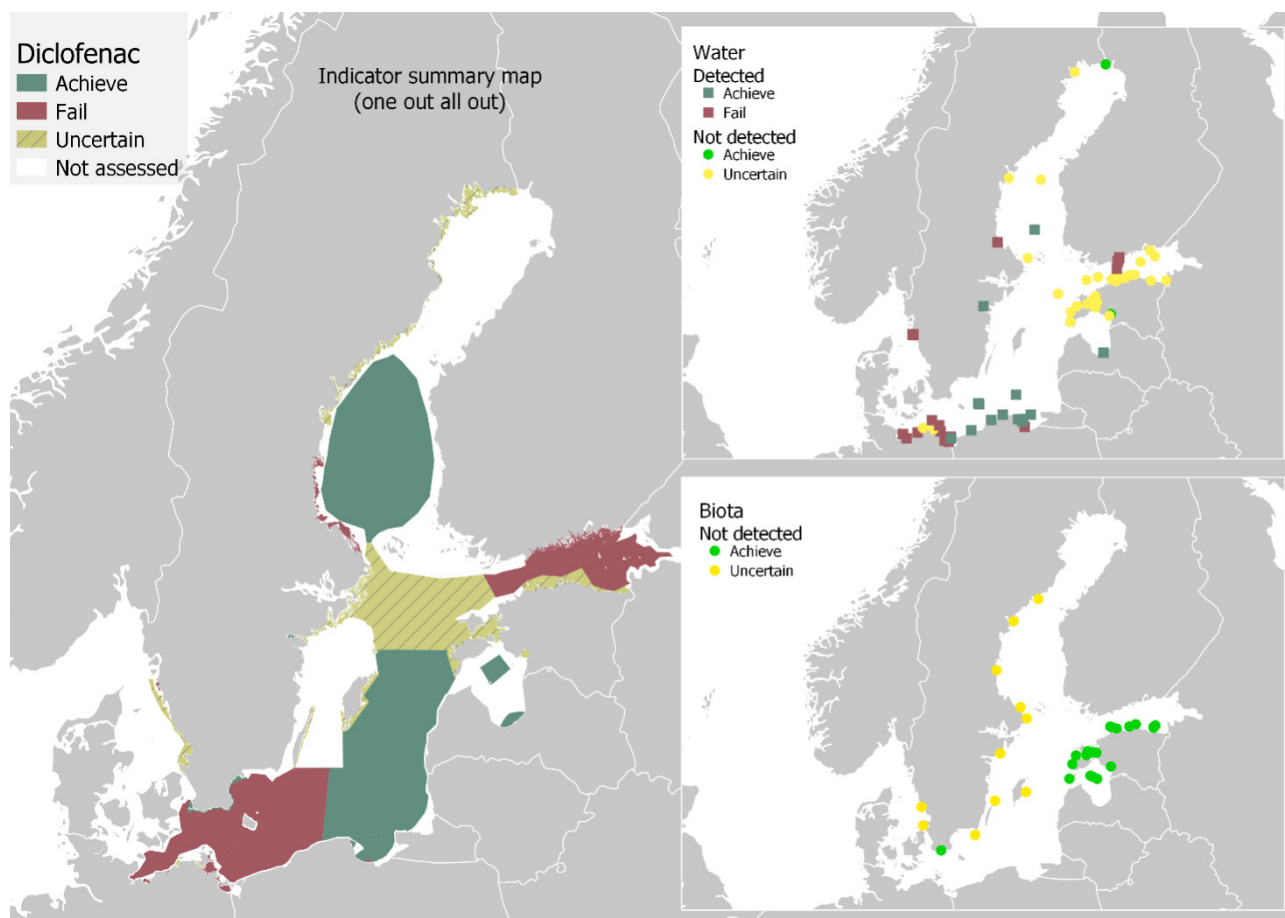 Diclofenac
Achieve
Fail
Uncertain
Not assessed
Indicator summary map
(one out all out)
Water
Detected
Achieve
Fail
Not detected
Achieve
Uncertain
Biota
Not detected
Achieve
Uncertain